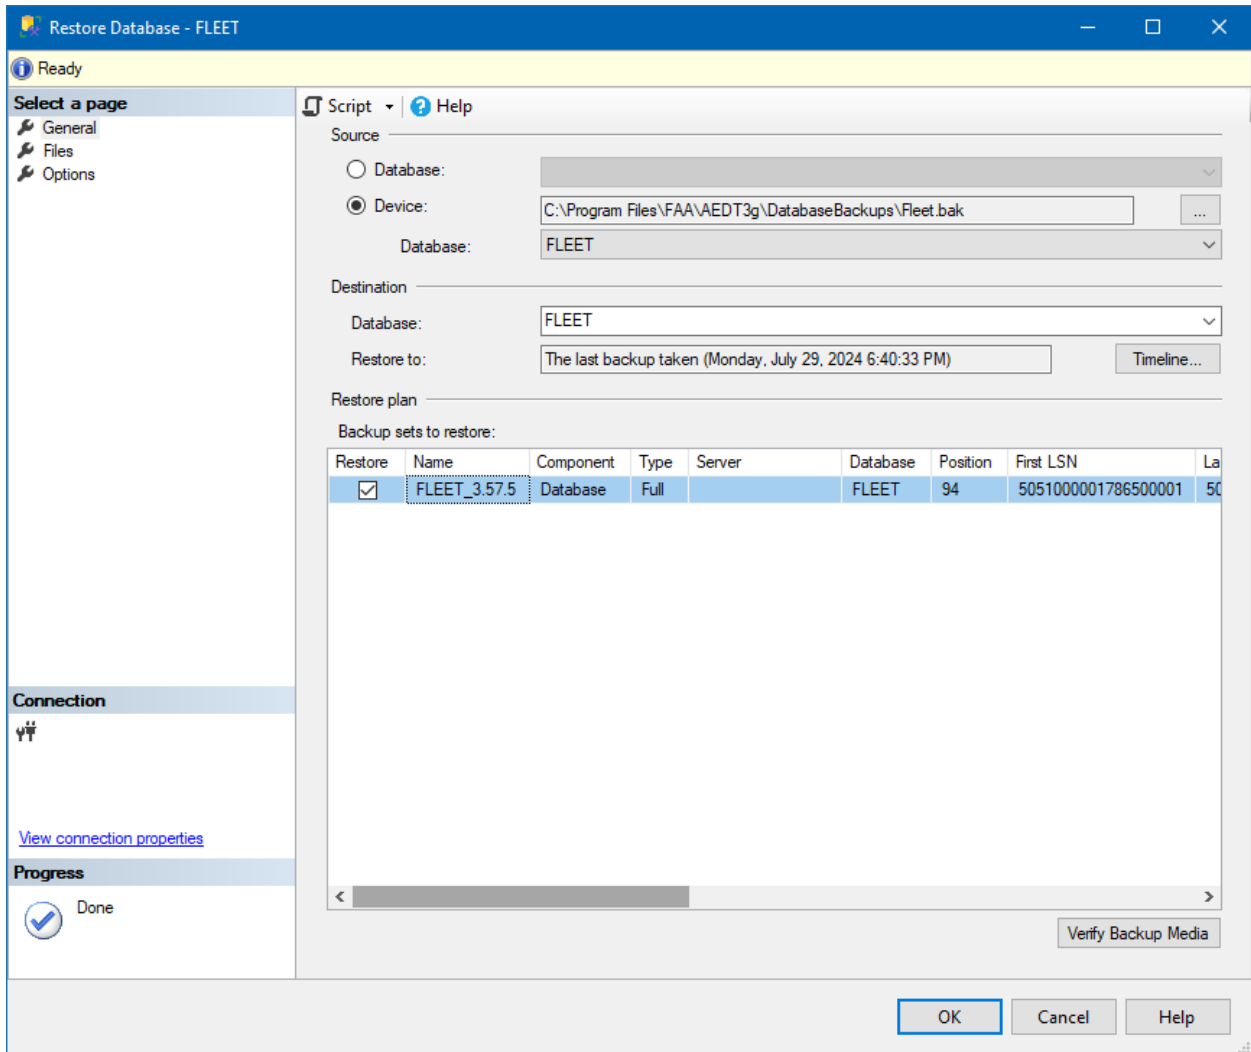 Restore Database - FLEET
Ready
Select a page
General
Files
Options
Script Help
Source
Database:
Device: C:\Program Files\FAA\AEDT3g\DatabaseBackups\Fleet.bak ...
Database: FLEET
Destination
Database: FLEET
Restore to: The last backup taken (Monday, July 29, 2024 6:40:33 PM) Timeline...
Restore plan
Backup sets to restore:
Restore Name Component Type Server Database Position First LSN La
FLEET_3.57.5 Database Full FLEET 94 5051000001786500001 50
Connection
View connection properties
Progress
Done
Verify Backup Media
OK Cancel Help